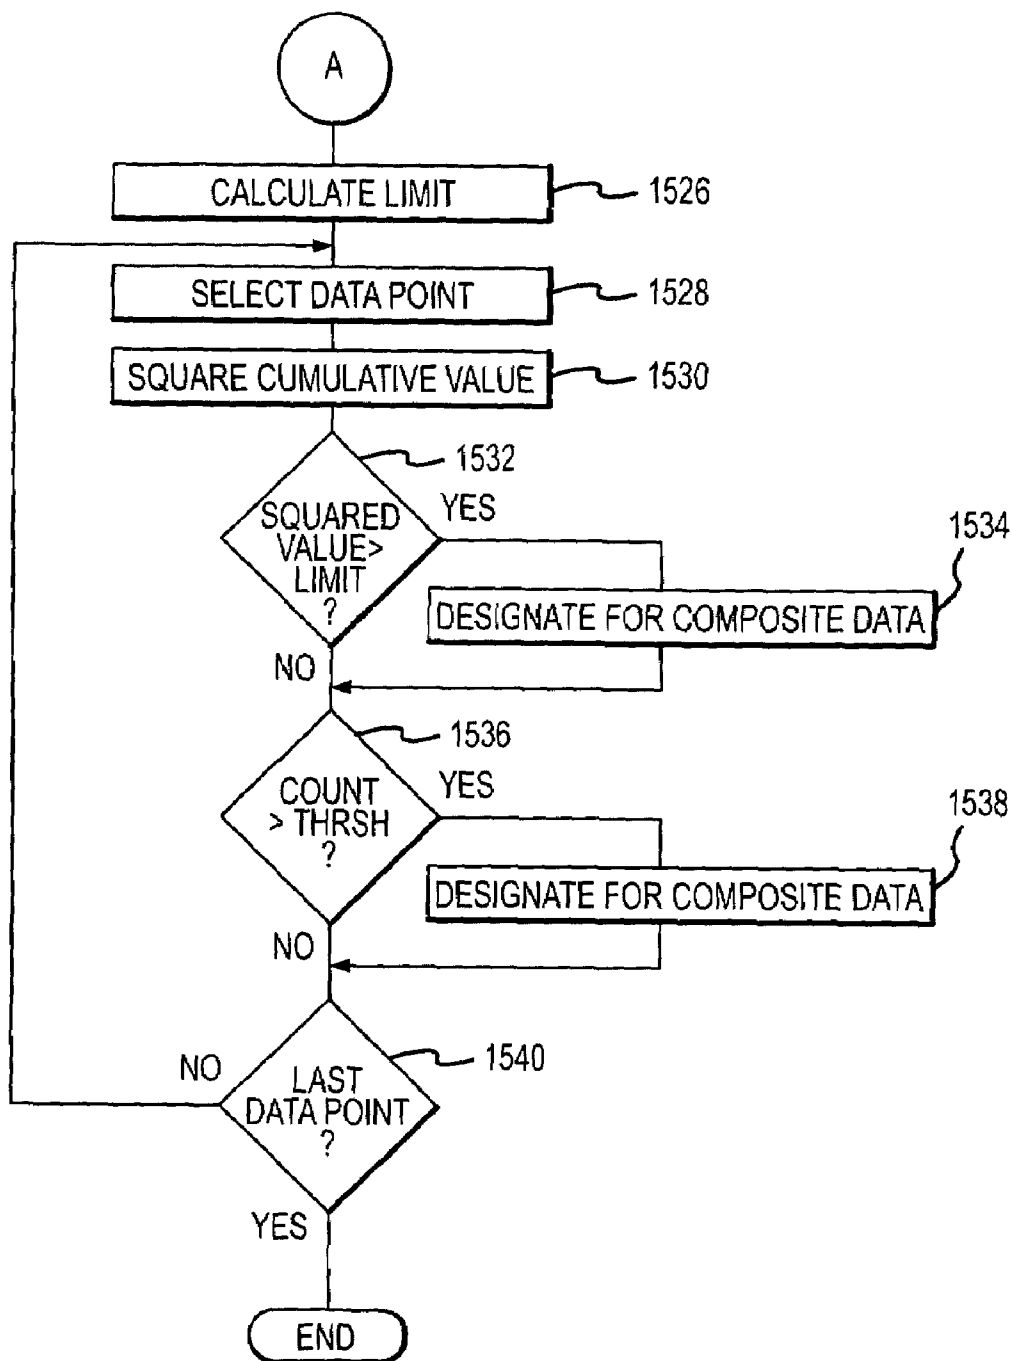 A
CALCULATE LIMIT
1526
SELECT DATA POINT
1528
SQUARE CUMULATIVE VALUE
1530
1532
SQUARED
VALUE>
LIMIT
?
YES
1534
DESIGNATE FOR COMPOSITE DATA
NO
1536
COUNT
> THRSH
?
YES
1538
DESIGNATE FOR COMPOSITE DATA
NO
1540
LAST
DATA POINT
?
NO
YES
END